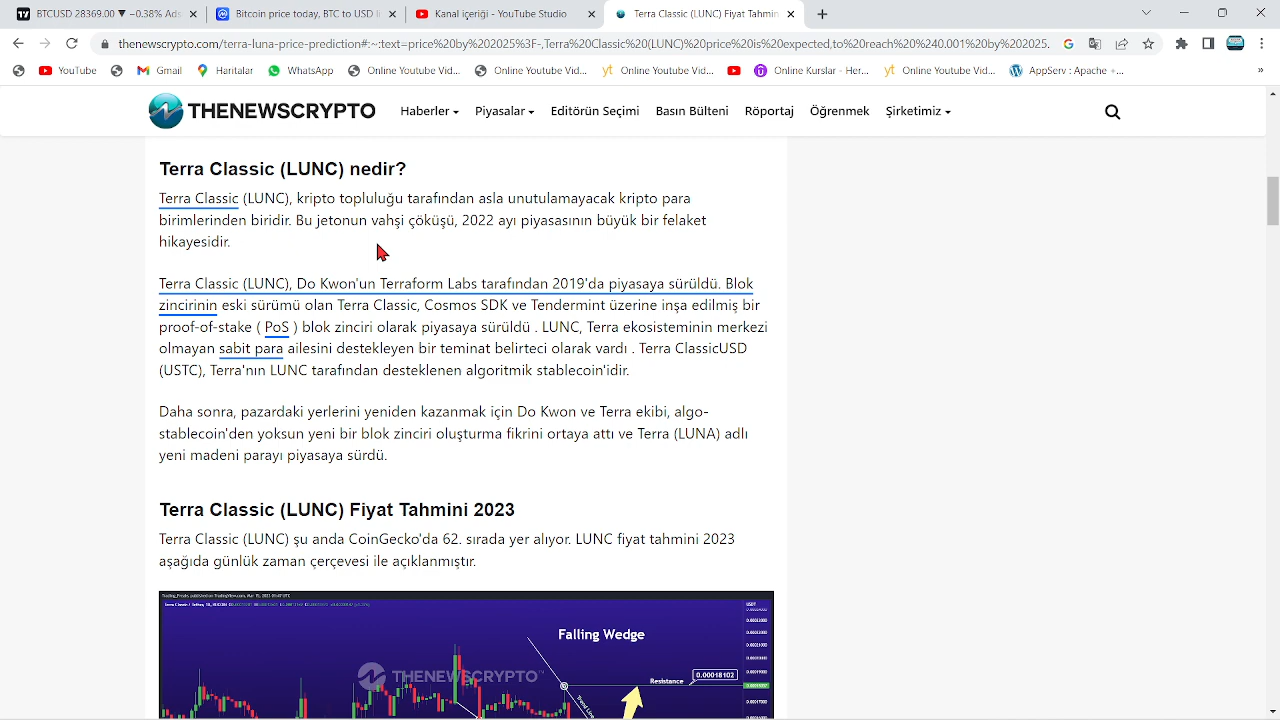 BTCUSD 28369.00 ▼ −0.38% Ads
Bitcoin price today, BTC to USD li
Kanal içeriği - YouTube Studio
Terra Classic (LUNC) Fiyat Tahmin
thenewscrypto.com/terra-luna-price-prediction#:~:text=price%20by%202025%3F-,Terra%20Classic%20(LUNC)%20price%20is%20expected,to%20reach%20%240.0006%20by%202025.
YouTube
Gmail
Haritalar
WhatsApp
Online Youtube Vid...
Online Youtube Vid...
Online Youtube Vid...
Online Kurslar - Her...
Online Youtube Vid...
AppServ : Apache +...
»
THENEWSCRYPTO
Haberler
Piyasalar
Editörün Seçimi
Basın Bülteni
Röportaj
Öğrenmek
Şirketimiz
Terra Classic (LUNC) nedir?
Terra Classic (LUNC), kripto topluluğu tarafından asla unutulamayacak kripto para
birimlerinden biridir. Bu jetonun vahşi çöküşü, 2022 ayı piyasasının büyük bir felaket
hikayesidir.
Terra Classic (LUNC), Do Kwon'un Terraform Labs tarafından 2019'da piyasaya sürüldü. Blok
zincirinin eski sürümü olan Terra Classic, Cosmos SDK ve Tendermint üzerine inşa edilmiş bir
proof-of-stake ( PoS ) blok zinciri olarak piyasaya sürüldü . LUNC, Terra ekosisteminin merkezi
olmayan sabit para ailesini destekleyen bir teminat belirteci olarak vardı . Terra ClassicUSD
(USTC), Terra'nın LUNC tarafından desteklenen algoritmik stablecoin'idir.
Daha sonra, pazardaki yerlerini yeniden kazanmak için Do Kwon ve Terra ekibi, algo-
stablecoin'den yoksun yeni bir blok zinciri oluşturma fikrini ortaya attı ve Terra (LUNA) adlı
yeni madeni parayı piyasaya sürdü.
Terra Classic (LUNC) Fiyat Tahmini 2023
Terra Classic (LUNC) şu anda CoinGecko'da 62. sırada yer alıyor. LUNC fiyat tahmini 2023
aşağıda günlük zaman çerçevesi ile açıklanmıştır.
USDT
Falling Wedge
THENEWSCRYPTO
Resistance
0.00018102